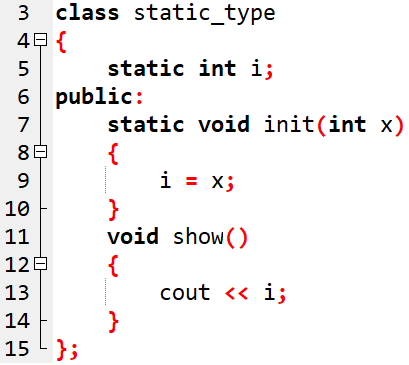 3 class static_type
4 {
5     static int i;
6 public:
7     static void init(int x)
8     {
9         i = x;
10     }
11     void show()
12     {
13         cout << i;
14     }
15 };